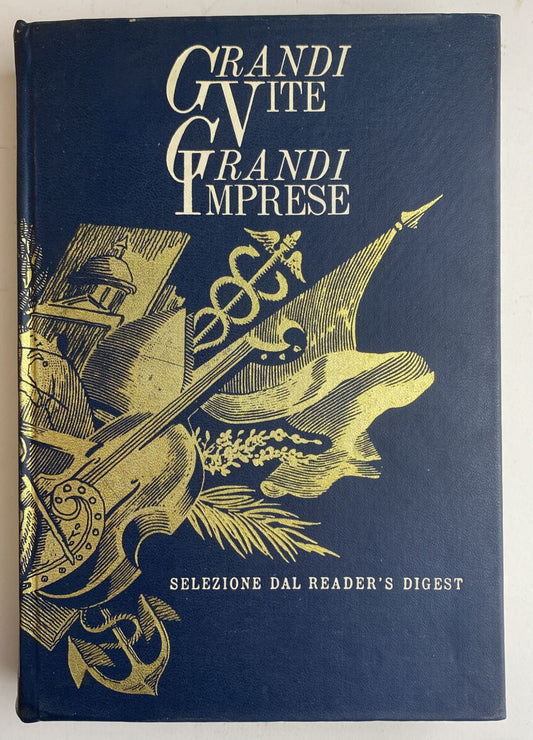 GRANDI
VITE
GRANDI
IMPRESE
SELEZIONE DAL READER'S DIGEST